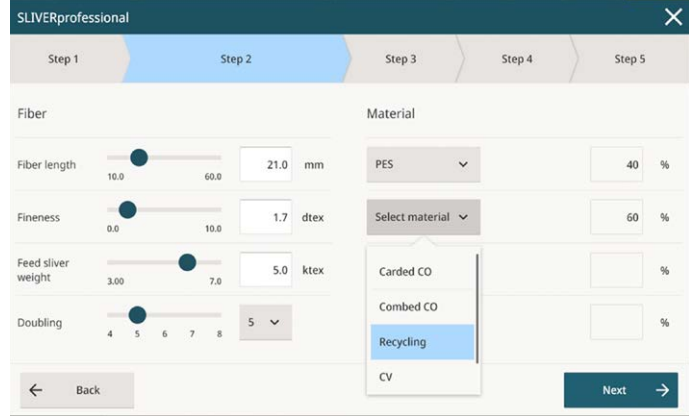 SLIVERprofessional
Step 1
Step 2
Step 3
Step 4
Step 5
Fiber
Material
Fiber length
10.0
60.0
21.0 mm
PES
40 %
Fineness
0.0
10.0
1.7 dtex
Select material
60 %
Feed sliver
weight
3.00
7.0
5.0 ktex
%
Doubling
4 5 6 7 8
5
%
Carded CO
Combed CO
Recycling
CV
Back
Next